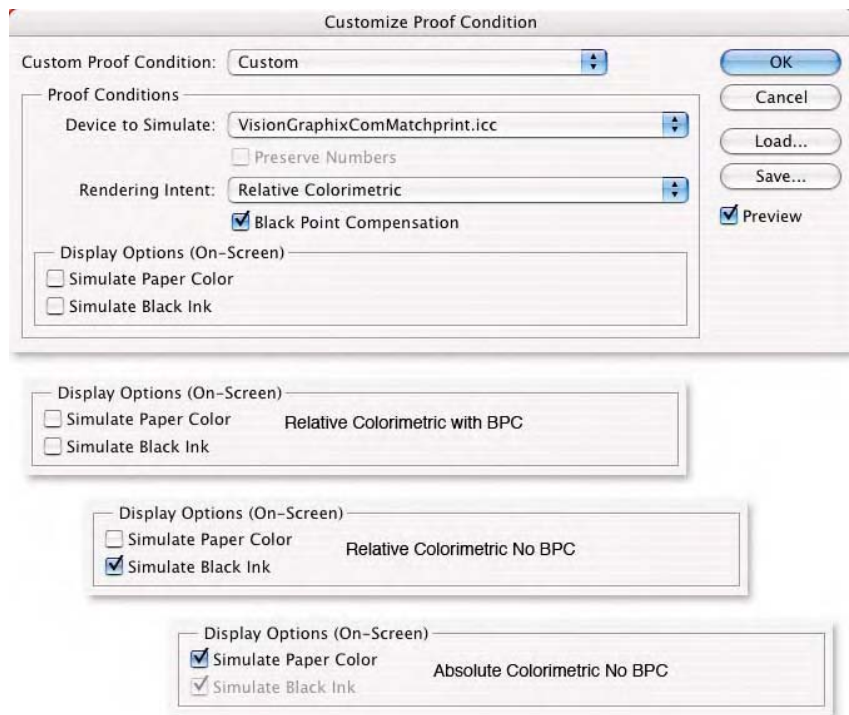 Customize Proof Condition
Custom Proof Condition: Custom
OK
Proof Conditions
Cancel
Device to Simulate: VisionGraphixComMatchprint.icc
Load...
Preserve Numbers
Save...
Rendering Intent: Relative Colorimetric
Preview
Black Point Compensation
Display Options (On-Screen)
Simulate Paper Color
Simulate Black Ink
Display Options (On-Screen)
Simulate Paper Color
Relative Colorimetric with BPC
Simulate Black Ink
Display Options (On-Screen)
Simulate Paper Color
Relative Colorimetric No BPC
Simulate Black Ink
Display Options (On-Screen)
Simulate Paper Color
Absolute Colorimetric No BPC
Simulate Black Ink